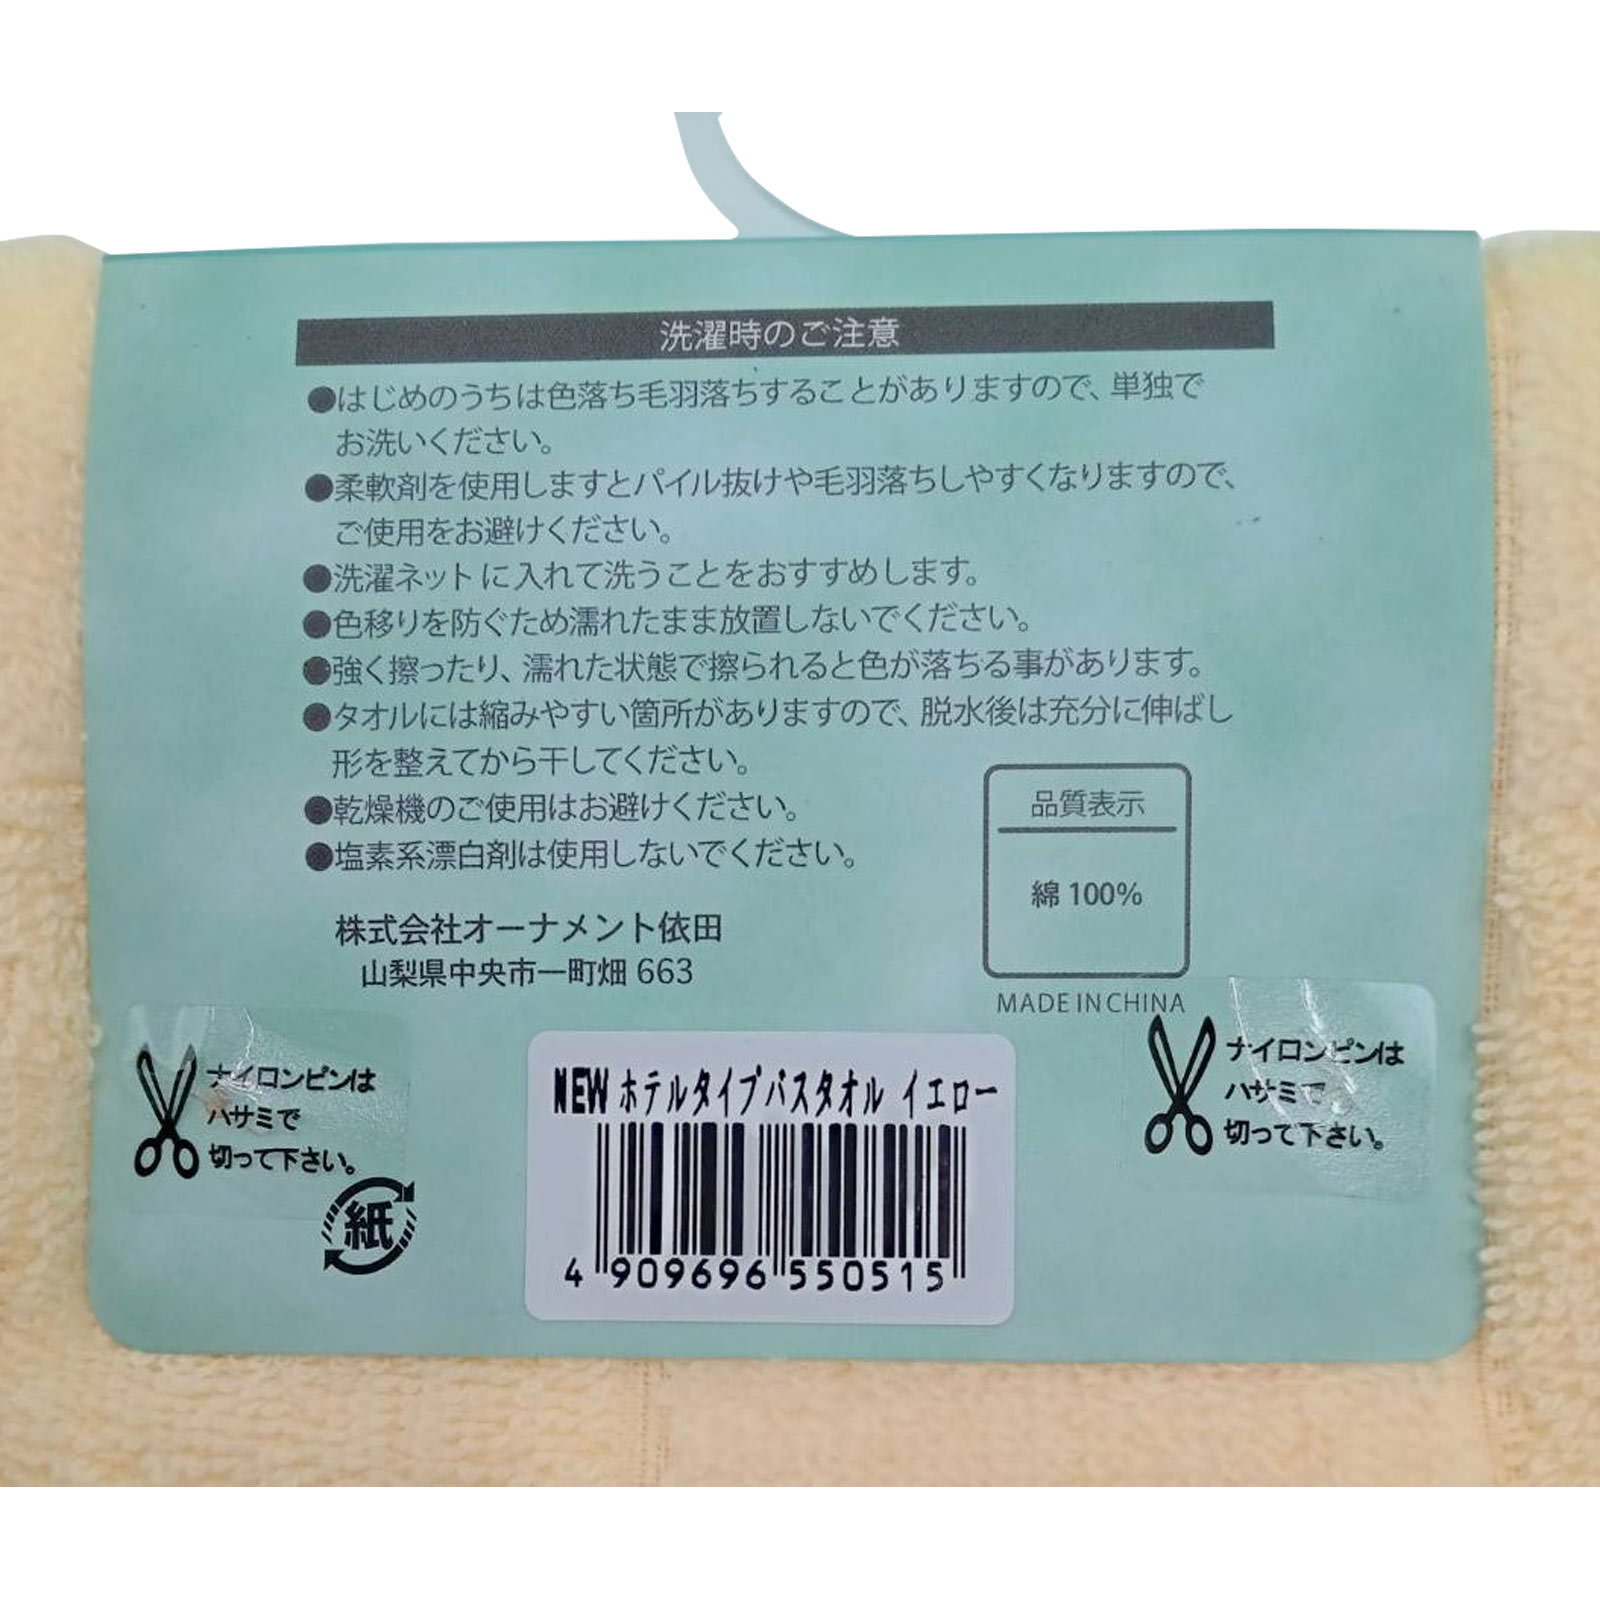 洗濯時のご注意
●はじめのうちは色落ち毛羽落ちすることがありますので、単独で
お洗いください。
●柔軟剤を使用しますとパイル抜けや毛羽落ちしやすくなりますので、
ご使用をお避けください。
●洗濯ネットに入れて洗うことをおすすめします。
●色移りを防ぐため濡れたまま放置しないでください。
●強く擦ったり、濡れた状態で擦られると色が落ちる事があります。
●タオルには縮みやすい箇所がありますので、脱水後は充分に伸ばし
形を整えてから干してください。
●乾燥機のご使用はお避けください。
●塩素系漂白剤は使用しないでください。
品質表示
綿 100%
MADE IN CHINA
株式会社オーナメント依田
山梨県中央市一町畑 663
ナイロンピンは
ハサミで
切って下さい。
紙
NEW ホテルタイプバスタオル イエロー
4 909696 550515
ナイロンピンは
ハサミで
切って下さい。